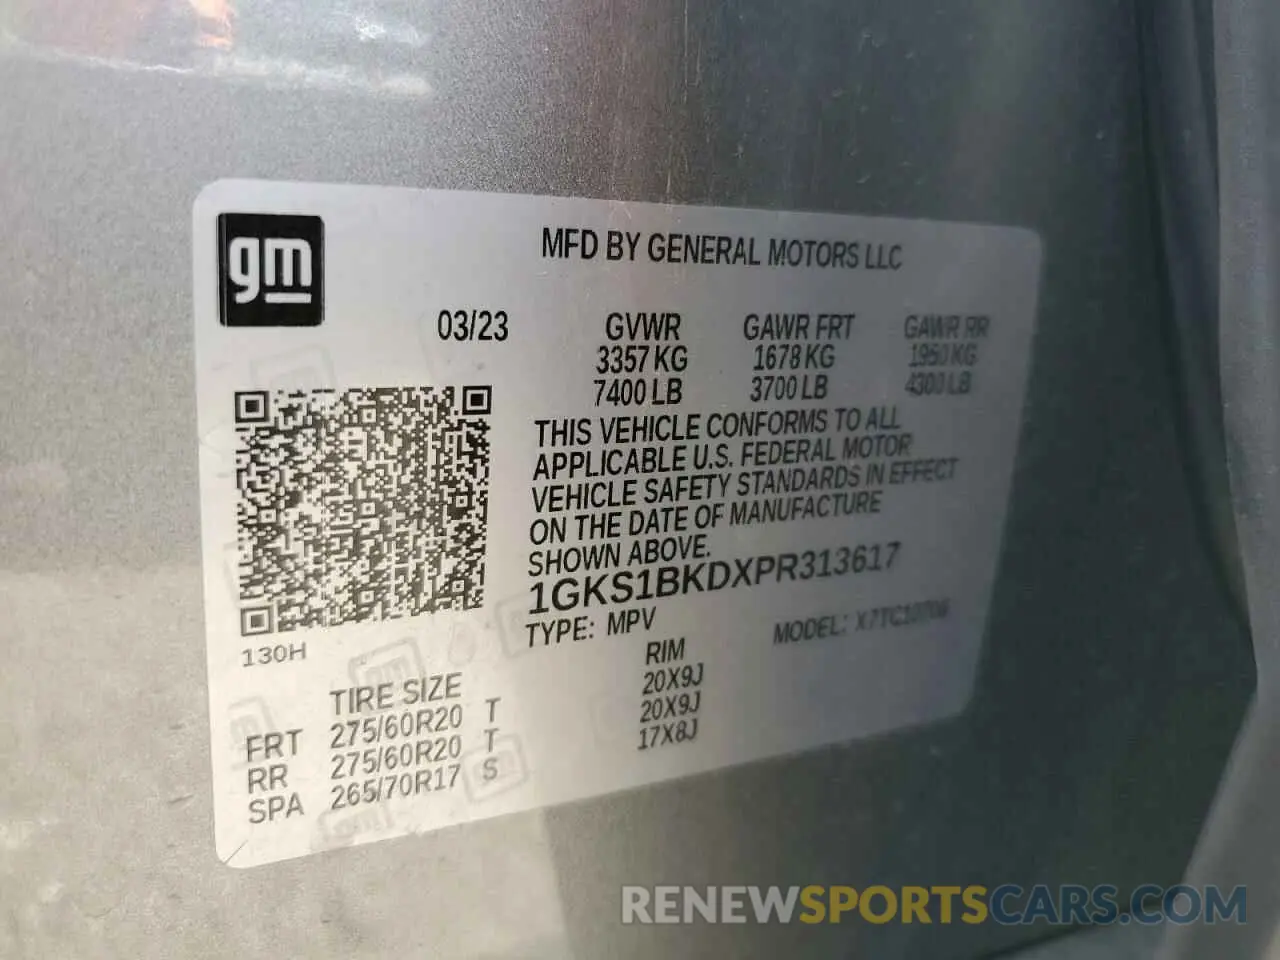 gm
MFD BY GENERAL MOTORS LLC
03/23 GVWR GAWR FRT GAWR RR
3357 KG 1678 KG 1950 KG
7400 LB 3700 LB 4300 LB
THIS VEHICLE CONFORMS TO ALL
APPLICABLE U.S. FEDERAL MOTOR
VEHICLE SAFETY STANDARDS IN EFFECT
ON THE DATE OF MANUFACTURE
SHOWN ABOVE.
1GKS1BKDXPR313617
TYPE: MPV MODEL:
130H
TIRE SIZE RIM
FRT 275/60R20 T 20X9J
RR 275/60R20 T 20X9J
SPA 265/70R17 S 17X8J
RENEWSPORTSCARS.COM